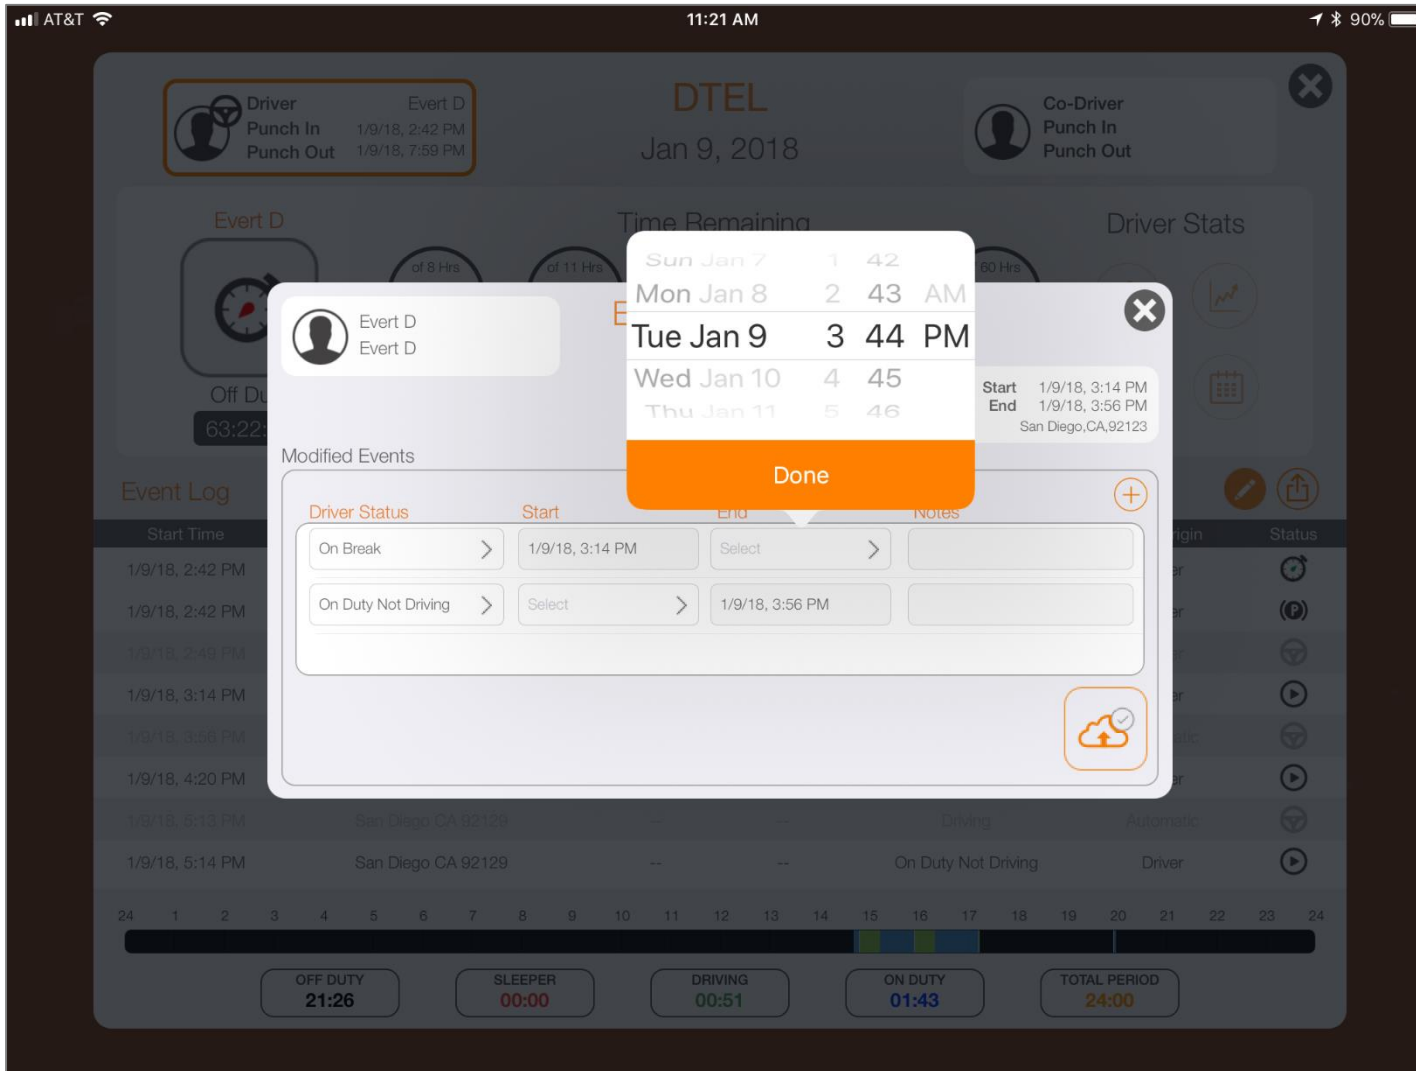 AT&T 11:21 AM 90%
Driver Evert D
Punch In 1/9/18, 2:42 PM
Punch Out 1/9/18, 7:59 PM
DTEL
Jan 9, 2018
Co-Driver
Punch In
Punch Out
Evert D
Time Remaining
Driver Stats
of 8 Hrs
of 11 Hrs
60 Hrs
Off Du
63:22:
Evert D
Evert D
Sun Jan 7 1 42
Mon Jan 8 2 43 AM
Tue Jan 9 3 44 PM
Wed Jan 10 4 45
Thu Jan 11 5 46
Done
Start 1/9/18, 3:14 PM
End 1/9/18, 3:56 PM
San Diego,CA,92123
Modified Events
Driver Status Start End Notes
On Break 1/9/18, 3:14 PM Select
On Duty Not Driving Select 1/9/18, 3:56 PM
Event Log
Start Time rigin Status
1/9/18, 2:42 PM er
1/9/18, 2:42 PM er
1/9/18, 2:49 PM er
1/9/18, 3:14 PM er
1/9/18, 3:56 PM atic
1/9/18, 4:20 PM er
1/9/18, 5:13 PM San Diego CA 92129 -- -- Driving Automatic
1/9/18, 5:14 PM San Diego CA 92129 -- -- On Duty Not Driving Driver
24 1 2 3 4 5 6 7 8 9 10 11 12 13 14 15 16 17 18 19 20 21 22 23 24
OFF DUTY SLEEPER DRIVING ON DUTY TOTAL PERIOD
21:26 00:00 00:51 01:43 24:00